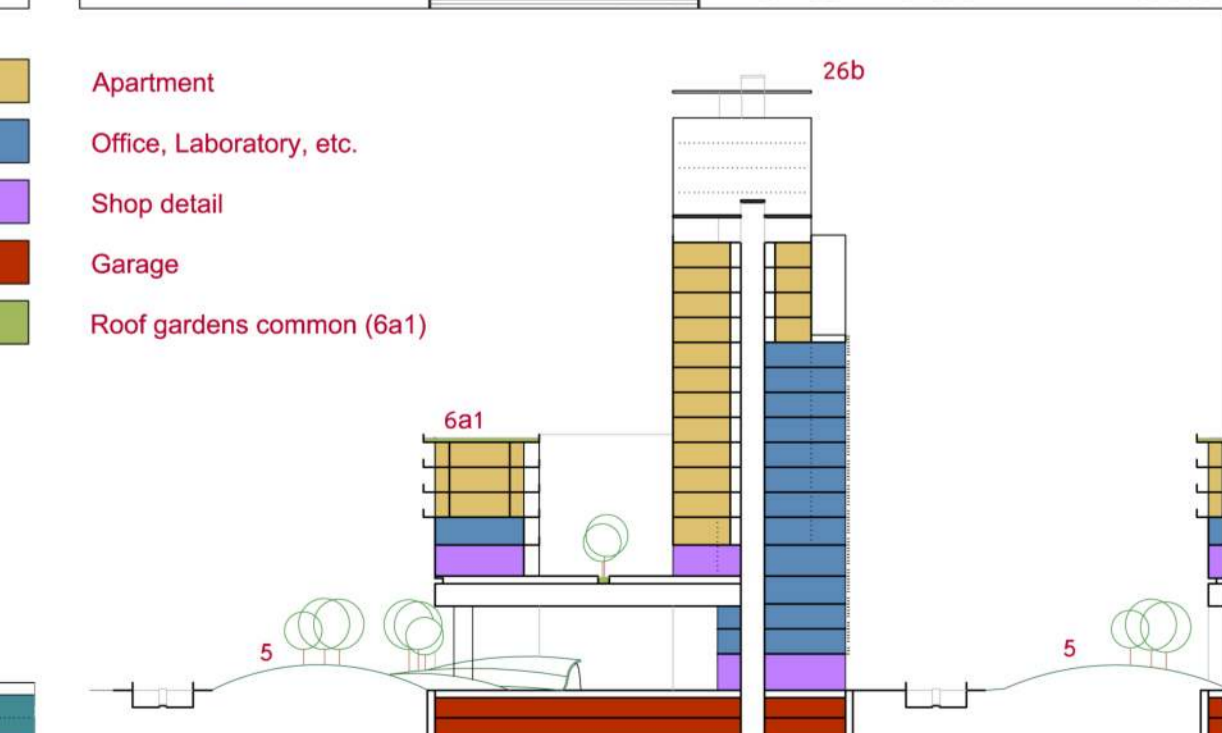 26b
Apartment
Office, Laboratory, etc.
Shop detail
Garage
Roof gardens common (6a1)
6a1
5
5